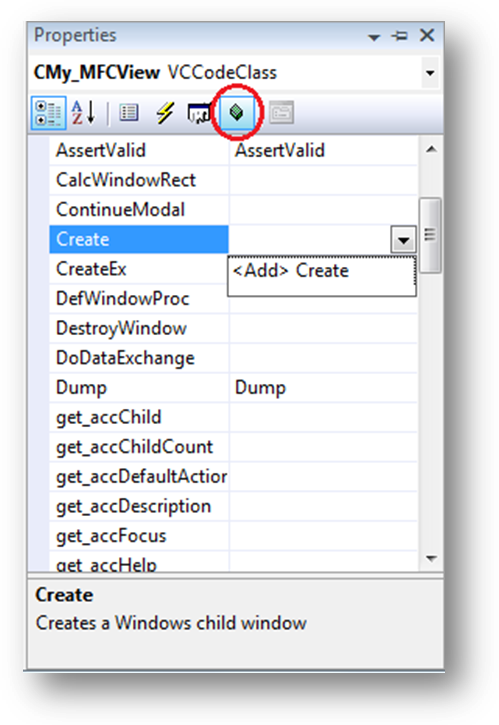 Properties
CMy_MFCView VCCodeClass
AssertValid AssertValid
CalcWindowRect
ContinueModal
Create
<Add> Create
CreateEx
DefWindowProc
DestroyWindow
DoDataExchange
Dump Dump
get_accChild
get_accChildCount
get_accDefaultAction
get_accDescription
get_accFocus
get_accHelp
Create
Creates a Windows child window